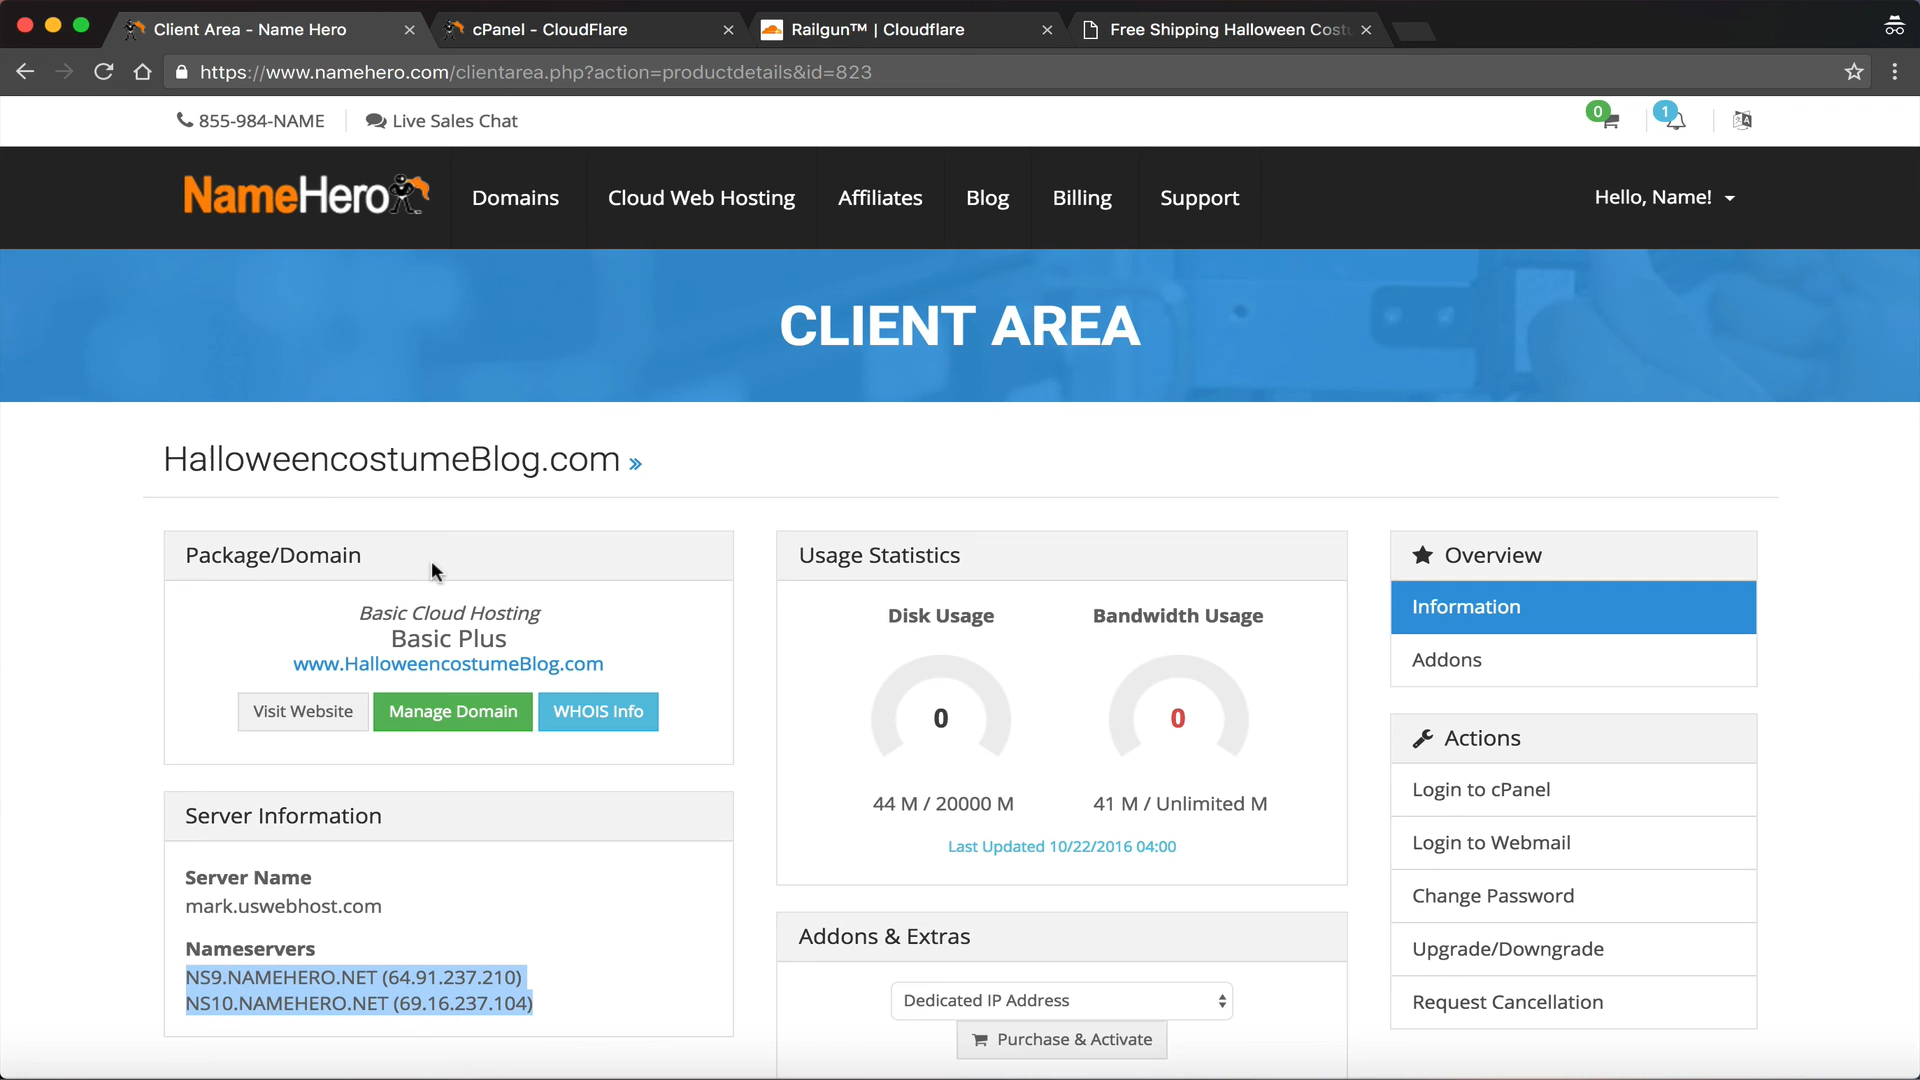 Client Area - Name Hero
cPanel - CloudFlare
Railgun™ | Cloudflare
Free Shipping Halloween Costu
https://www.namehero.com/clientarea.php?action=productdetails&id=823
855-984-NAME
Live Sales Chat
0
1
NameHero
Domains
Cloud Web Hosting
Affiliates
Blog
Billing
Support
Hello, Name!
CLIENT AREA
HalloweencostumeBlog.com »
Package/Domain
Basic Cloud Hosting
Basic Plus
www.HalloweencostumeBlog.com
Visit Website
Manage Domain
WHOIS Info
Server Information
Server Name
mark.uswebhost.com
Nameservers
NS9.NAMEHERO.NET (64.91.237.210)
NS10.NAMEHERO.NET (69.16.237.104)
Usage Statistics
Disk Usage
Bandwidth Usage
0
0
44 M / 20000 M
41 M / Unlimited M
Last Updated 10/22/2016 04:00
Addons & Extras
Dedicated IP Address
Purchase & Activate
Overview
Information
Addons
Actions
Login to cPanel
Login to Webmail
Change Password
Upgrade/Downgrade
Request Cancellation